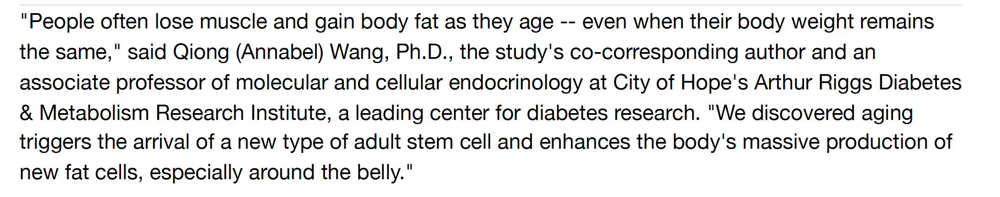 "People often lose muscle and gain body fat as they age -- even when their body weight remains
the same," said Qiong (Annabel) Wang, Ph.D., the study's co-corresponding author and an
associate professor of molecular and cellular endocrinology at City of Hope's Arthur Riggs Diabetes
& Metabolism Research Institute, a leading center for diabetes research. "We discovered aging
triggers the arrival of a new type of adult stem cell and enhances the body's massive production of
new fat cells, especially around the belly."